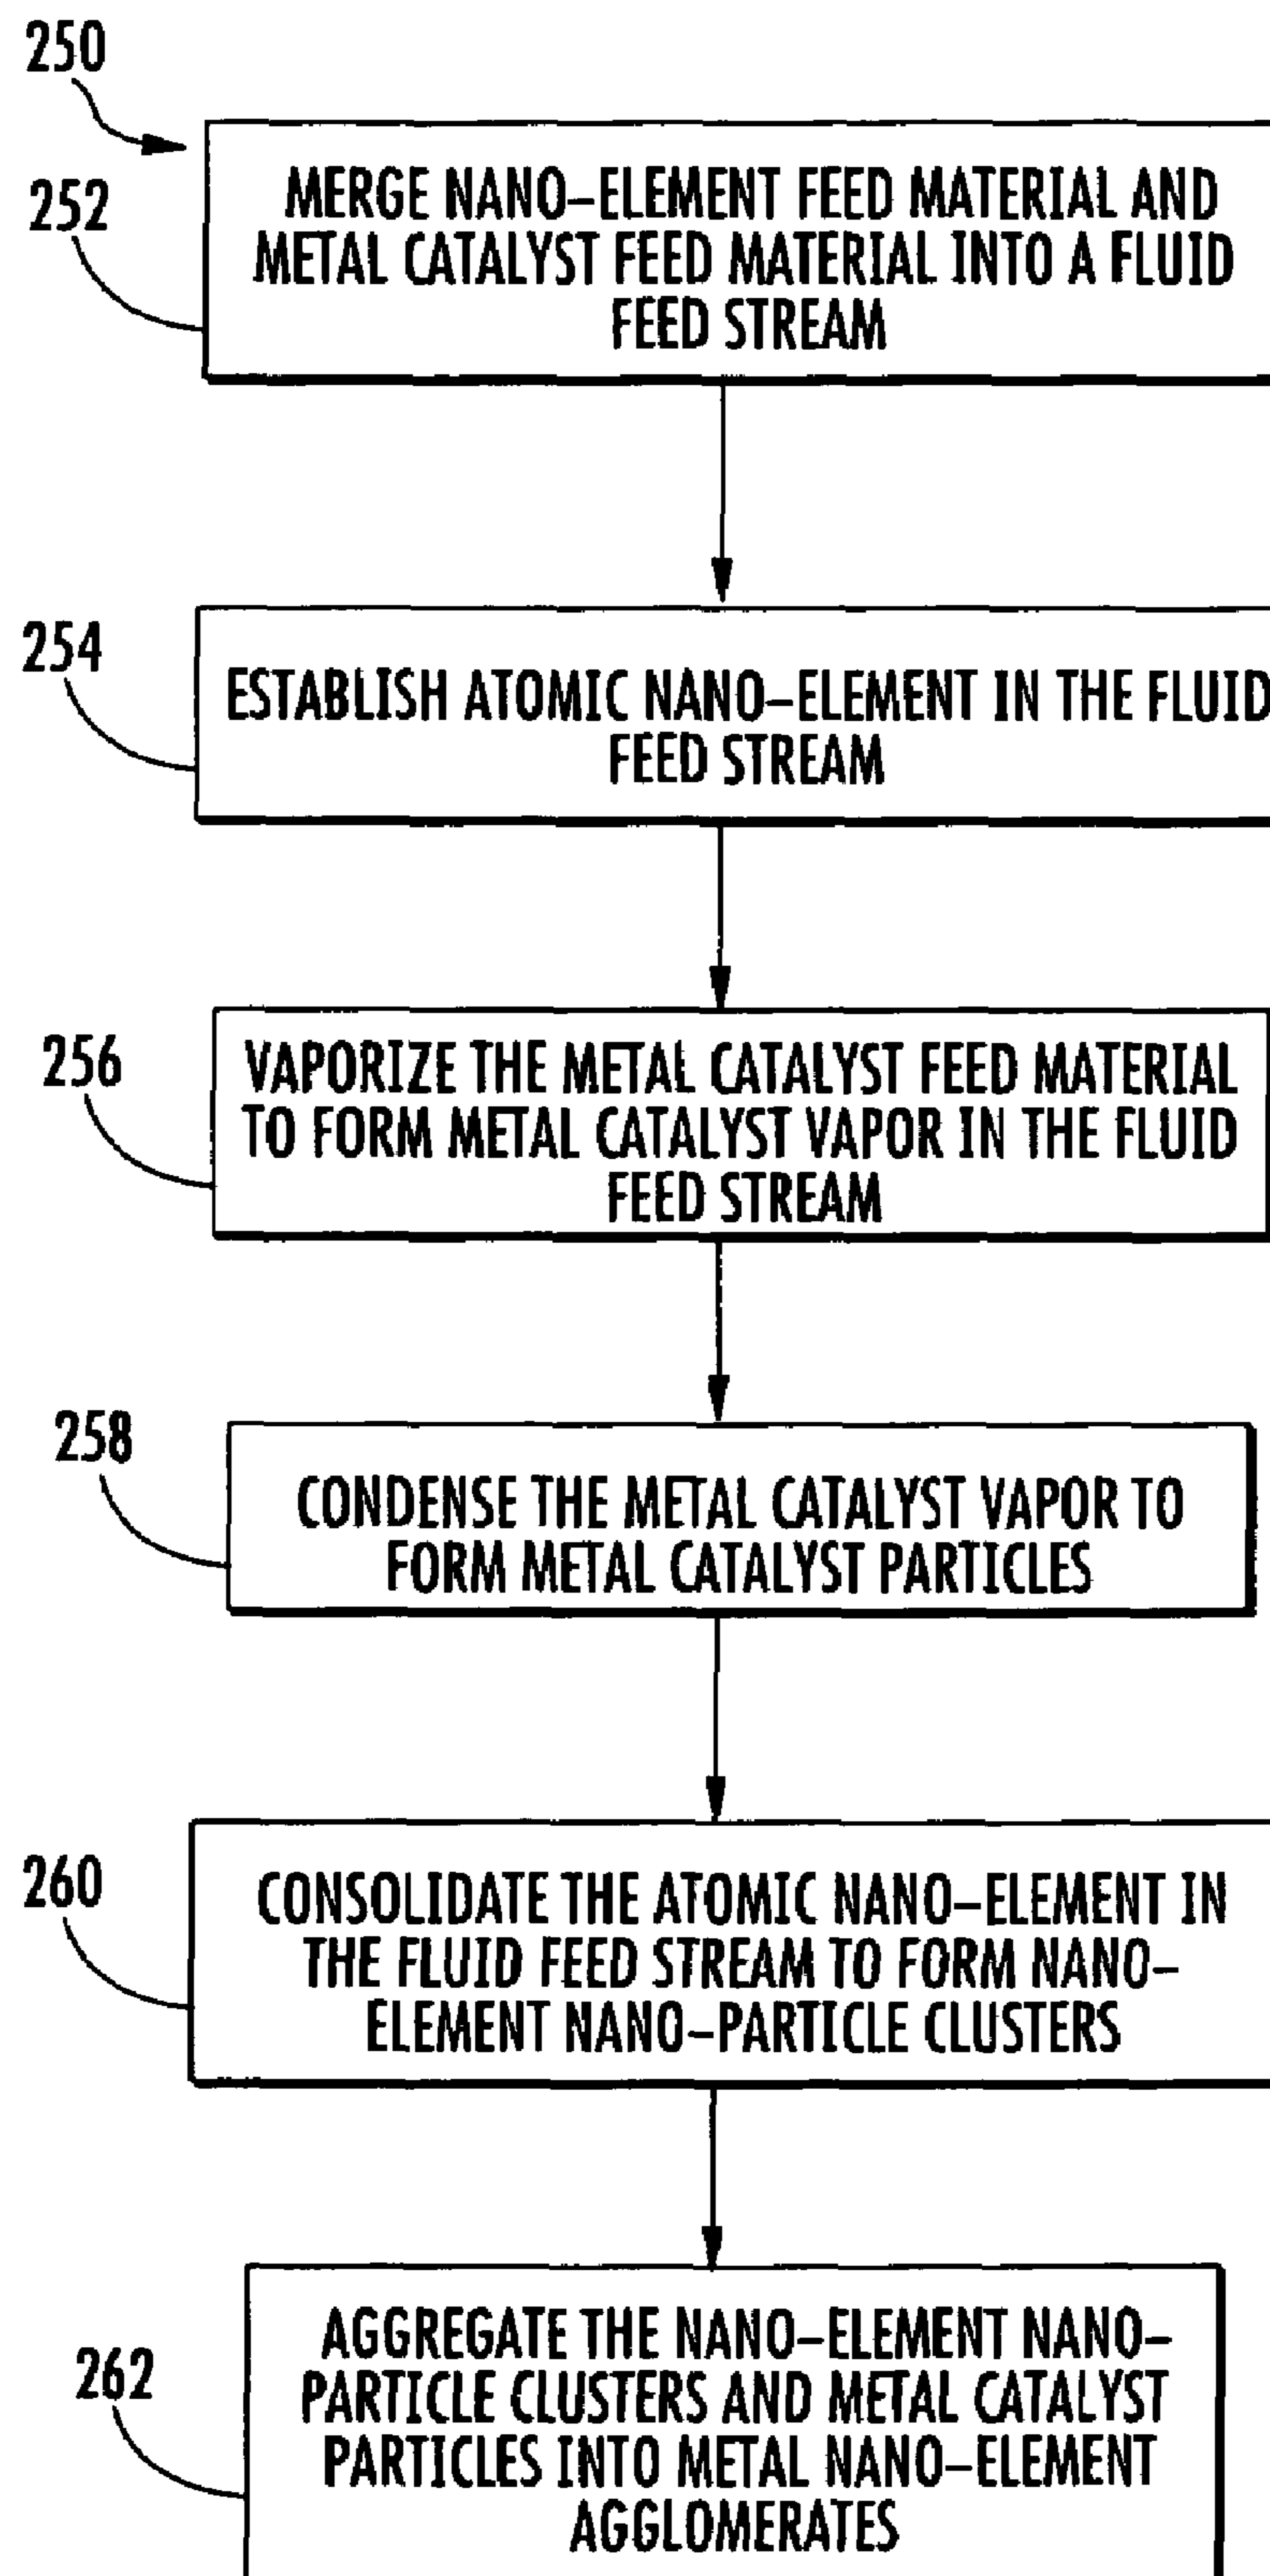 250
252
MERGE NANO–ELEMENT FEED MATERIAL AND
METAL CATALYST FEED MATERIAL INTO A FLUID
FEED STREAM
254
ESTABLISH ATOMIC NANO–ELEMENT IN THE FLUID
FEED STREAM
256
VAPORIZE THE METAL CATALYST FEED MATERIAL
TO FORM METAL CATALYST VAPOR IN THE FLUID
FEED STREAM
258
CONDENSE THE METAL CATALYST VAPOR TO
FORM METAL CATALYST PARTICLES
260
CONSOLIDATE THE ATOMIC NANO–ELEMENT IN
THE FLUID FEED STREAM TO FORM NANO–
ELEMENT NANO–PARTICLE CLUSTERS
262
AGGREGATE THE NANO–ELEMENT NANO–
PARTICLE CLUSTERS AND METAL CATALYST
PARTICLES INTO METAL NANO–ELEMENT
AGGLOMERATES